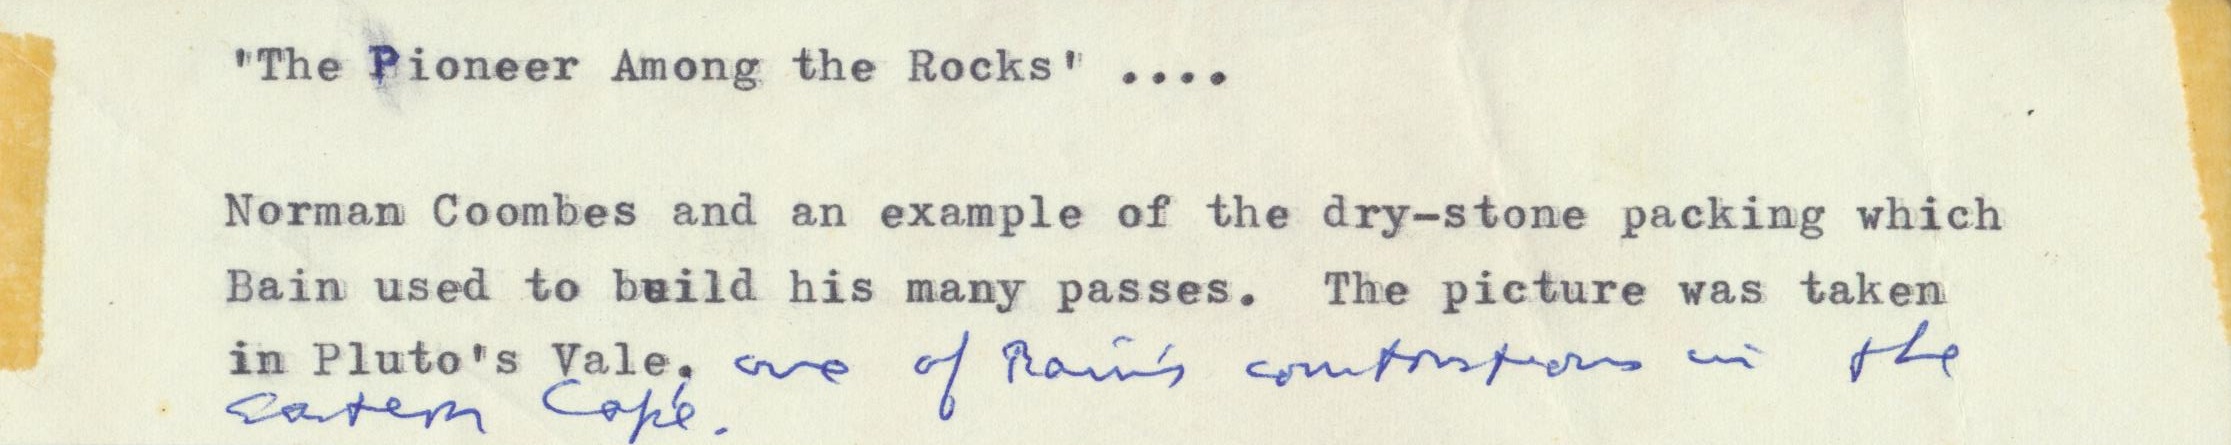 "The Pioneer Among the Rocks" ....
Norman Coombes and an example of the dry-stone packing which
Bain used to build his many passes. The picture was taken
in Pluto's Vale, one of Bain's constructions in the
Eastern Cape.